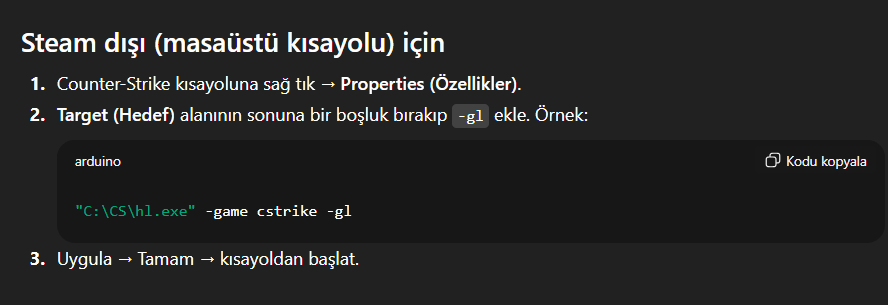 Steam dışı (masaüstü kısayolu) için
1. Counter-Strike kısayoluna sağ tık → Properties (Özellikler).
2. Target (Hedef) alanının sonuna bir boşluk bırakıp -gl ekle. Örnek:
arduino
Kodu kopyala
"C:\CS\hl.exe" -game cstrike -gl
3. Uygula → Tamam → kısayoldan başlat.